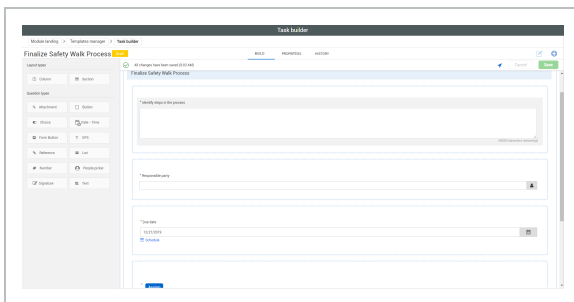 Task builder
Module landing > Templates manager > Task builder
Finalize Safety Walk Process
BUILD PROPERTIES HISTORY
Layout types
All changes have been saved
Cancel Save
Finalize Safety Walk Process
Column Section
Question types
* Identify steps in the process
Attachment Button
Choice Date - Time
Form Button GPS
Reference List
* Responsible party
Number People picker
Signature Text
* Due date
12/21/2019
Schedule